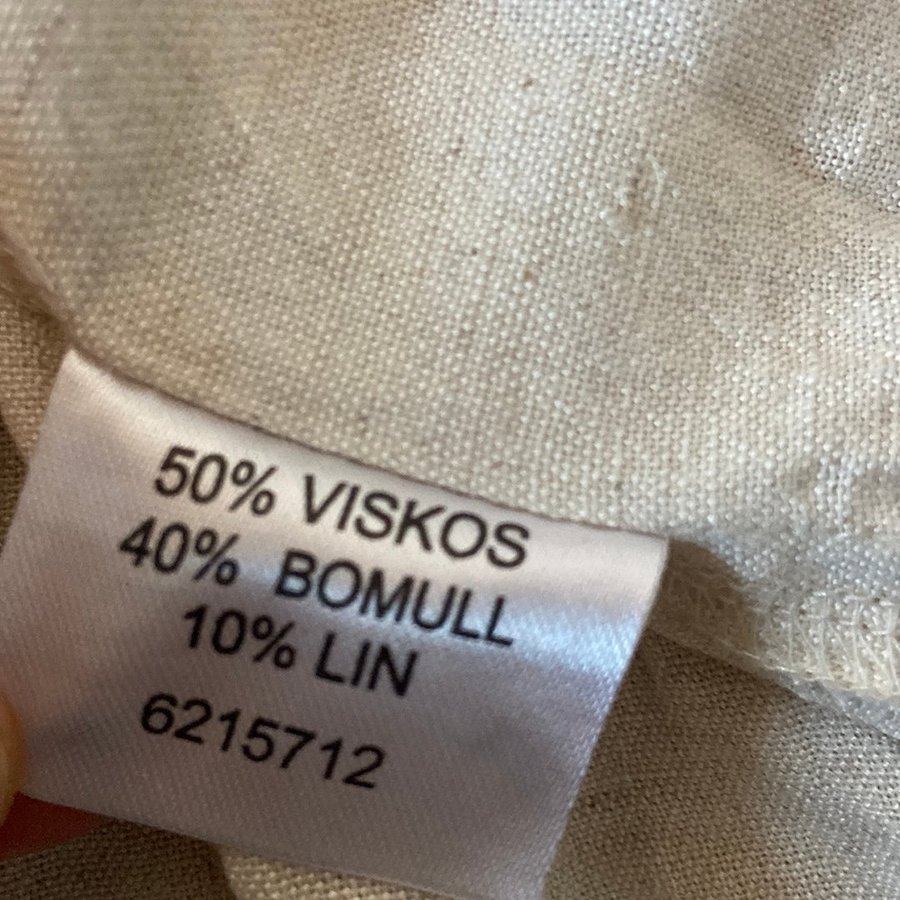 50% VISKOS
40% BOMULL
10% LIN
6215712